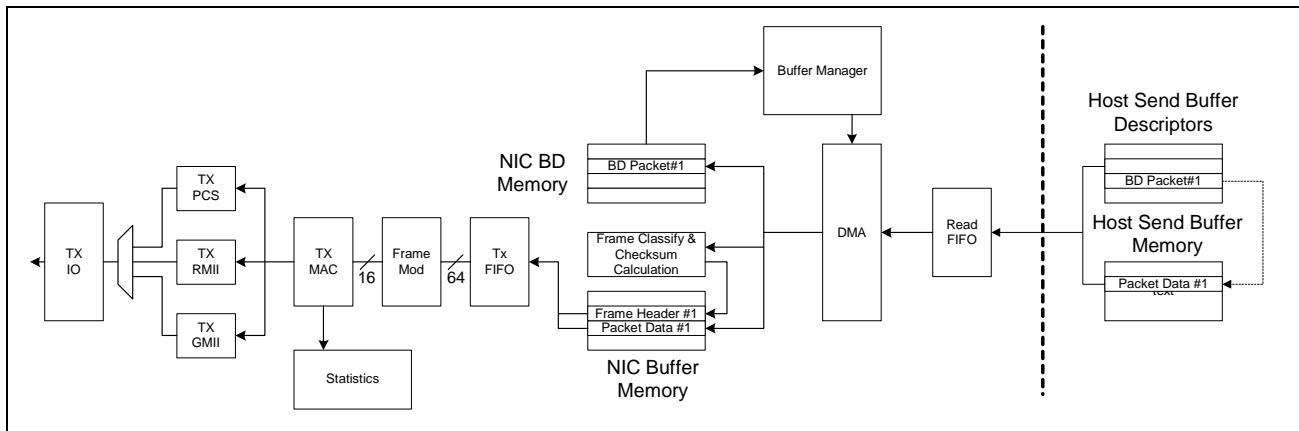 Buffer Manager
Host Send Buffer
Descriptors
NIC BD
Memory
BD Packet#1
BD Packet#1
TX
PCS
Host Send Buffer
Memory
TX
IO
TX
RMII
TX
MAC
16
Frame
Mod
64
Tx
FIFO
Frame Classify &
Checksum
Calculation
DMA
Read
FIFO
Packet Data #1
text
Frame Header #1
Packet Data #1
TX
GMII
NIC Buffer
Memory
Statistics